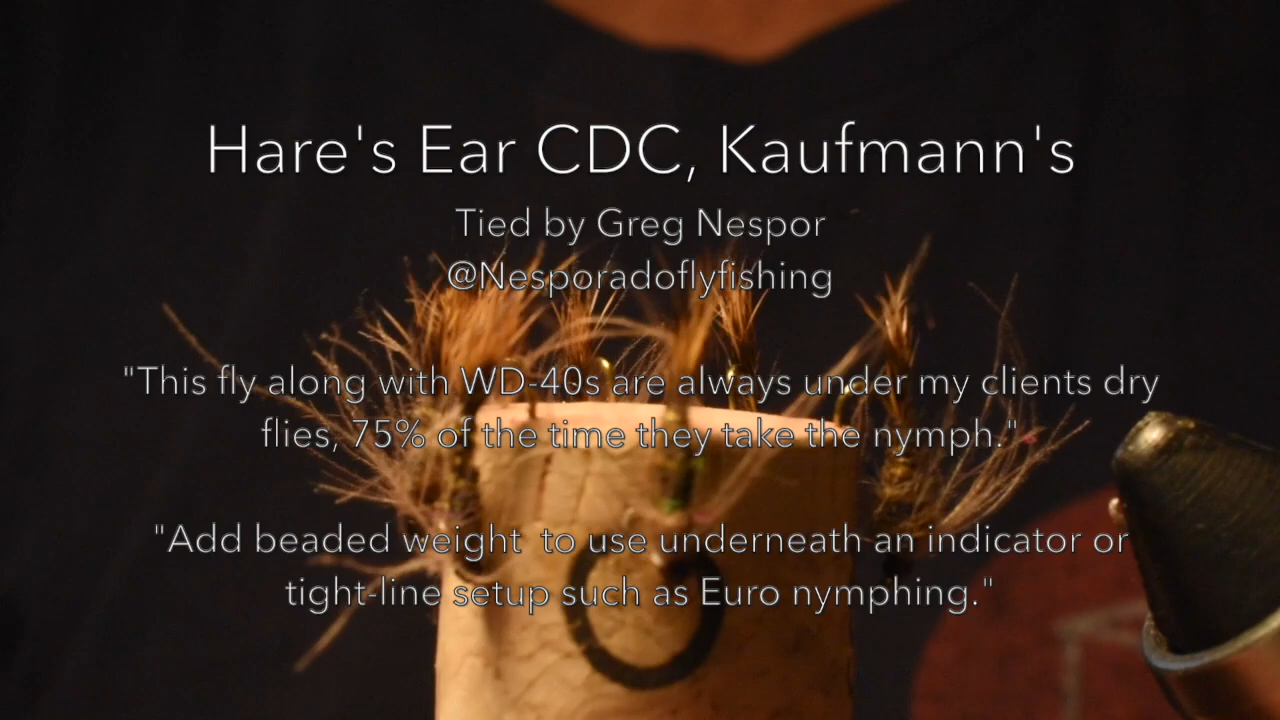 Hare's Ear CDC, Kaufmann's
Tied by Greg Nespor
@Nesporadoflyfishing
"This fly along with WD-40s are always under my clients dry
flies, 75% of the time they take the nymph."
"Add beaded weight  to use underneath an indicator or
tight-line setup such as Euro nymphing."